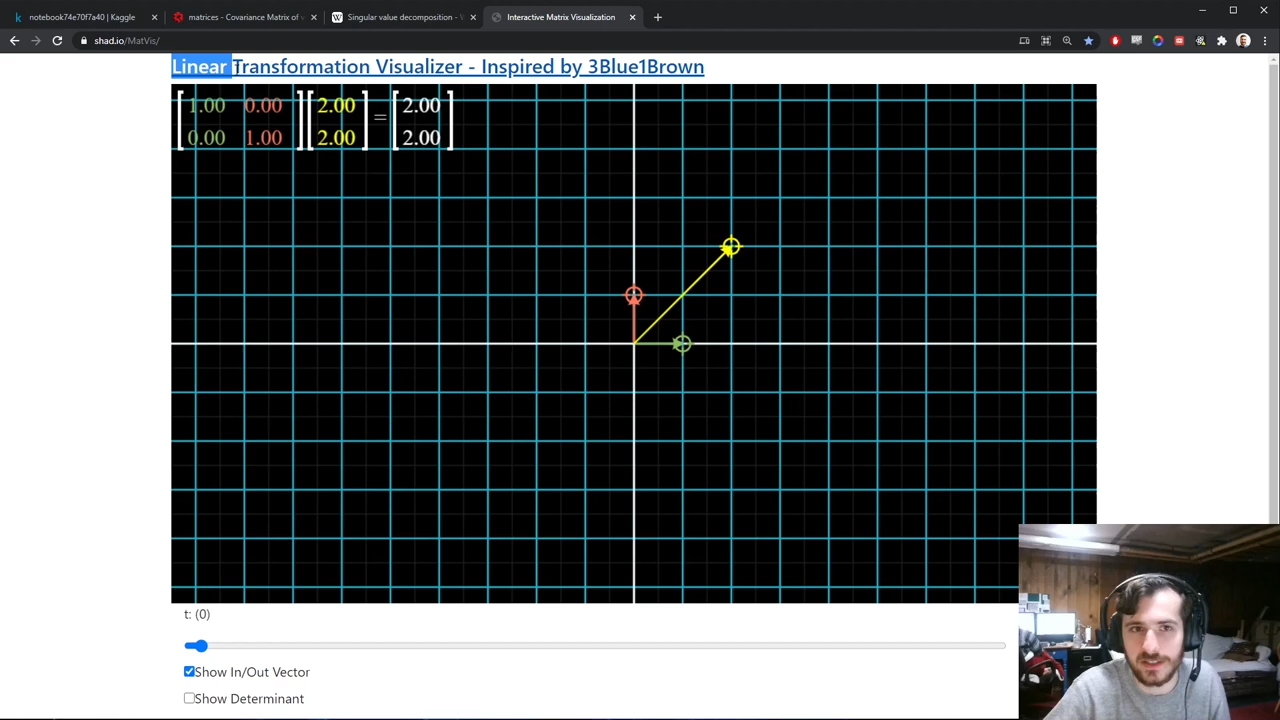 notebook74e70f7a40 | Kaggle
matrices - Covariance Matrix of v
Singular value decomposition - W
Interactive Matrix Visualization
shad.io/MatVis/
Linear Transformation Visualizer - Inspired by 3Blue1Brown
1.00 0.00 2.00 = 2.00
0.00 1.00 2.00 2.00
t: (0)
Show In/Out Vector
Show Determinant